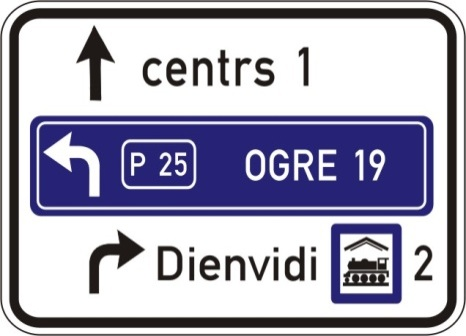 centrs 1
P 25 OGRE 19
Dienvidi 2